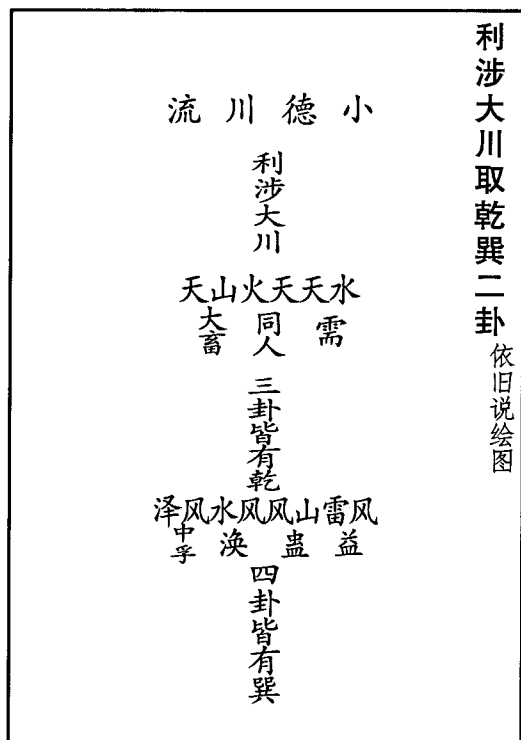 利涉大川取乾巽二卦
依旧说绘图
小德川流
利涉大川
水天天火山天
需 同人 大畜
三卦皆有乾
风雷山风风水风泽
益 蛊 涣 中孚
四卦皆有巽